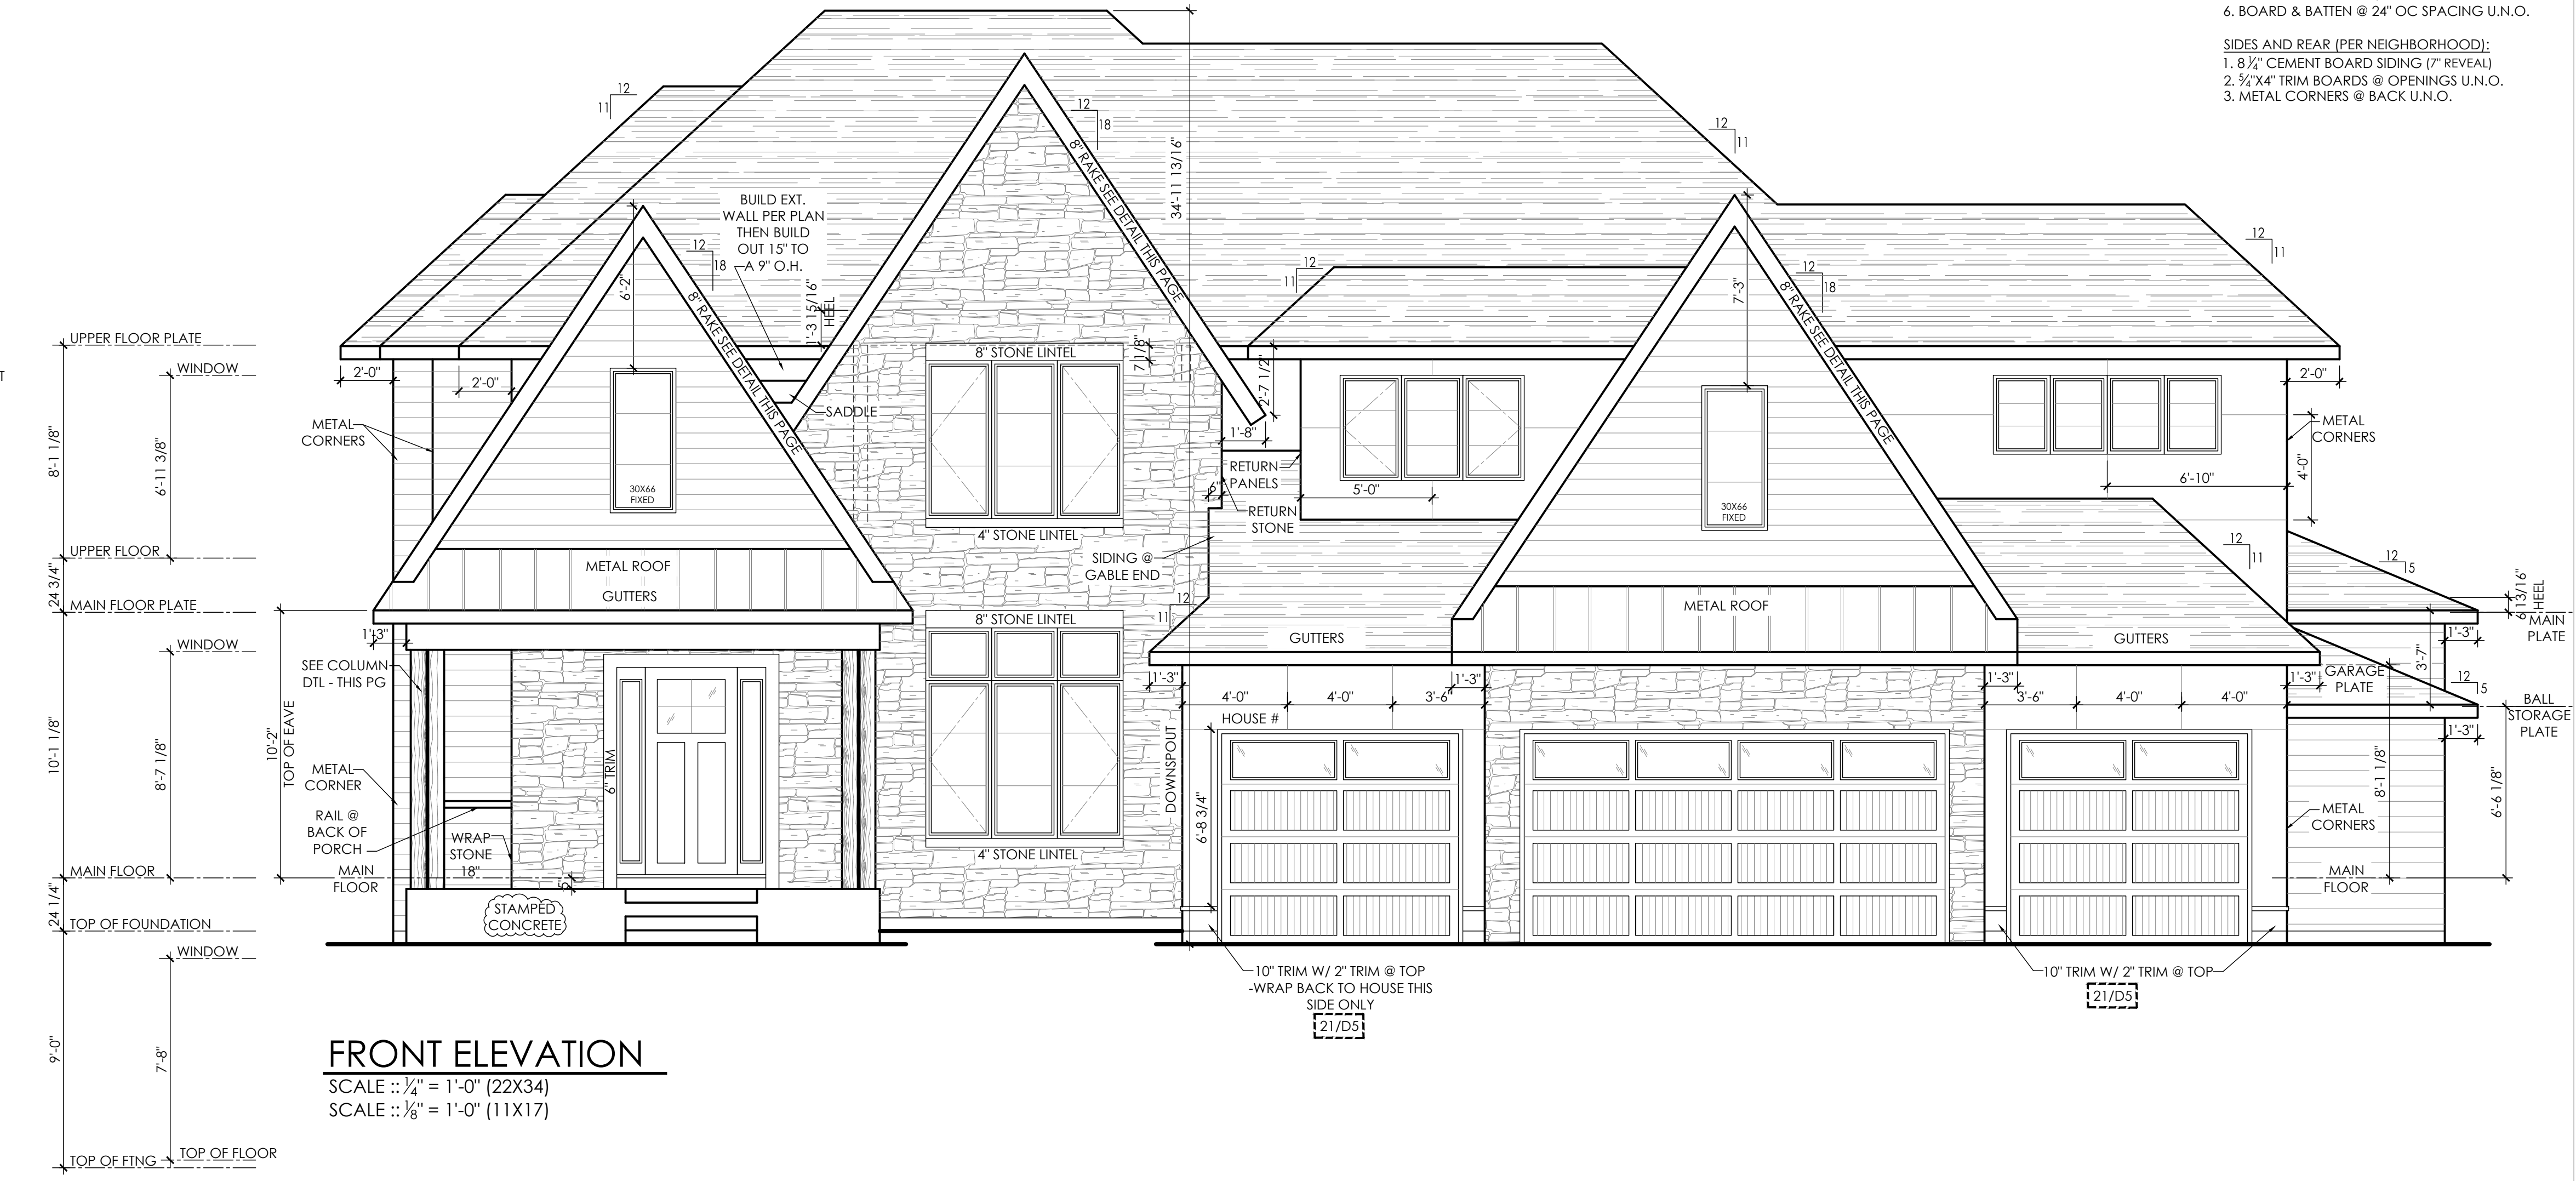 6. BOARD & BATTEN @ 24" OC SPACING U.N.O.
SIDES AND REAR (PER NEIGHBORHOOD):
1. 8 ¼" CEMENT BOARD SIDING (7" REVEAL)
2. 5/4"X4" TRIM BOARDS @ OPENINGS U.N.O.
3. METAL CORNERS @ BACK U.N.O.
T
UPPER FLOOR PLATE
WINDOW
8'-1 1/8"
6'-11 3/8"
UPPER FLOOR
24 3/4"
MAIN FLOOR PLATE
WINDOW
10'-1 1/8"
8'-7 1/8"
10'-2"
TOP OF EAVE
MAIN FLOOR
24 1/4"
TOP OF FOUNDATION
WINDOW
9'-0"
7'-8"
TOP OF FTNG
TOP OF FLOOR
12
11
2'-0"
2'-0"
METAL
CORNERS
6'-2"
12
18
8" RAKE SEE DETAIL THIS PAGE
BUILD EXT.
WALL PER PLAN
THEN BUILD
OUT 15" TO
A 9" O.H.
1'-3 15/16"
HEEL
SADDLE
30X66
FIXED
METAL ROOF
GUTTERS
1'-3"
SEE COLUMN
DTL - THIS PG
METAL
CORNER
RAIL @
BACK OF
PORCH
MAIN
FLOOR
WRAP
STONE
18"
6" TRIM
5"
STAMPED
CONCRETE
12
18
8" RAKE SEE DETAIL THIS PAGE
34'-11 13/16"
8" STONE LINTEL
7 1/8"
4" STONE LINTEL
8" STONE LINTEL
4" STONE LINTEL
2'-7 1/2"
1'-8"
RETURN
PANELS
6"
RETURN
STONE
SIDING @
GABLE END
12
11
12
11
5'-0"
12
11
7'-3"
12
18
8" RAKE SEE DETAIL THIS PAGE
30X66
FIXED
METAL ROOF
GUTTERS
GUTTERS
12
11
2'-0"
METAL
CORNERS
4'-0"
6'-10"
12
11
12
5
6 13/16"
HEEL
MAIN
PLATE
1'-3"
3'-7"
1'-3"
1'-3"
1'-3"
1'-3"
GARAGE
PLATE
12
5
BALL
STORAGE
PLATE
1'-3"
4'-0"
4'-0"
3'-6"
3'-6"
4'-0"
4'-0"
HOUSE #
DOWNSPOUT
6'-8 3/4"
8'-1 1/8"
6'-6 1/8"
METAL
CORNERS
MAIN
FLOOR
10" TRIM W/ 2" TRIM @ TOP
-WRAP BACK TO HOUSE THIS
SIDE ONLY
21/D5
10" TRIM W/ 2" TRIM @ TOP
21/D5
FRONT ELEVATION
SCALE :: ¼" = 1'-0" (22X34)
SCALE :: ⅛" = 1'-0" (11X17)